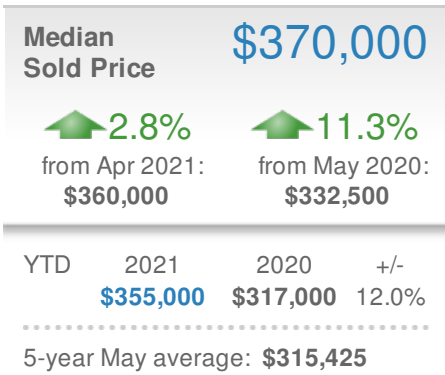 Median
Sold Price
$370,000
2.8%
from Apr 2021:
$360,000
11.3%
from May 2020:
$332,500
YTD 2021 2020 +/-
$355,000 $317,000 12.0%
5-year May average: $315,425